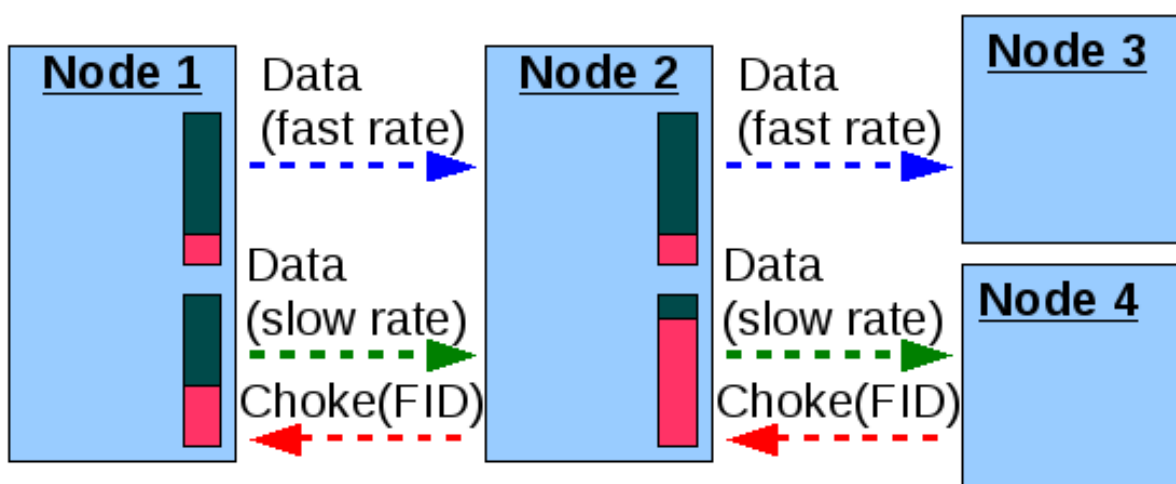 Node 1
Data
(fast rate)
Data
(slow rate)
Choke(FID)
Node 2
Data
(fast rate)
Data
(slow rate)
Choke(FID)
Node 3
Node 4